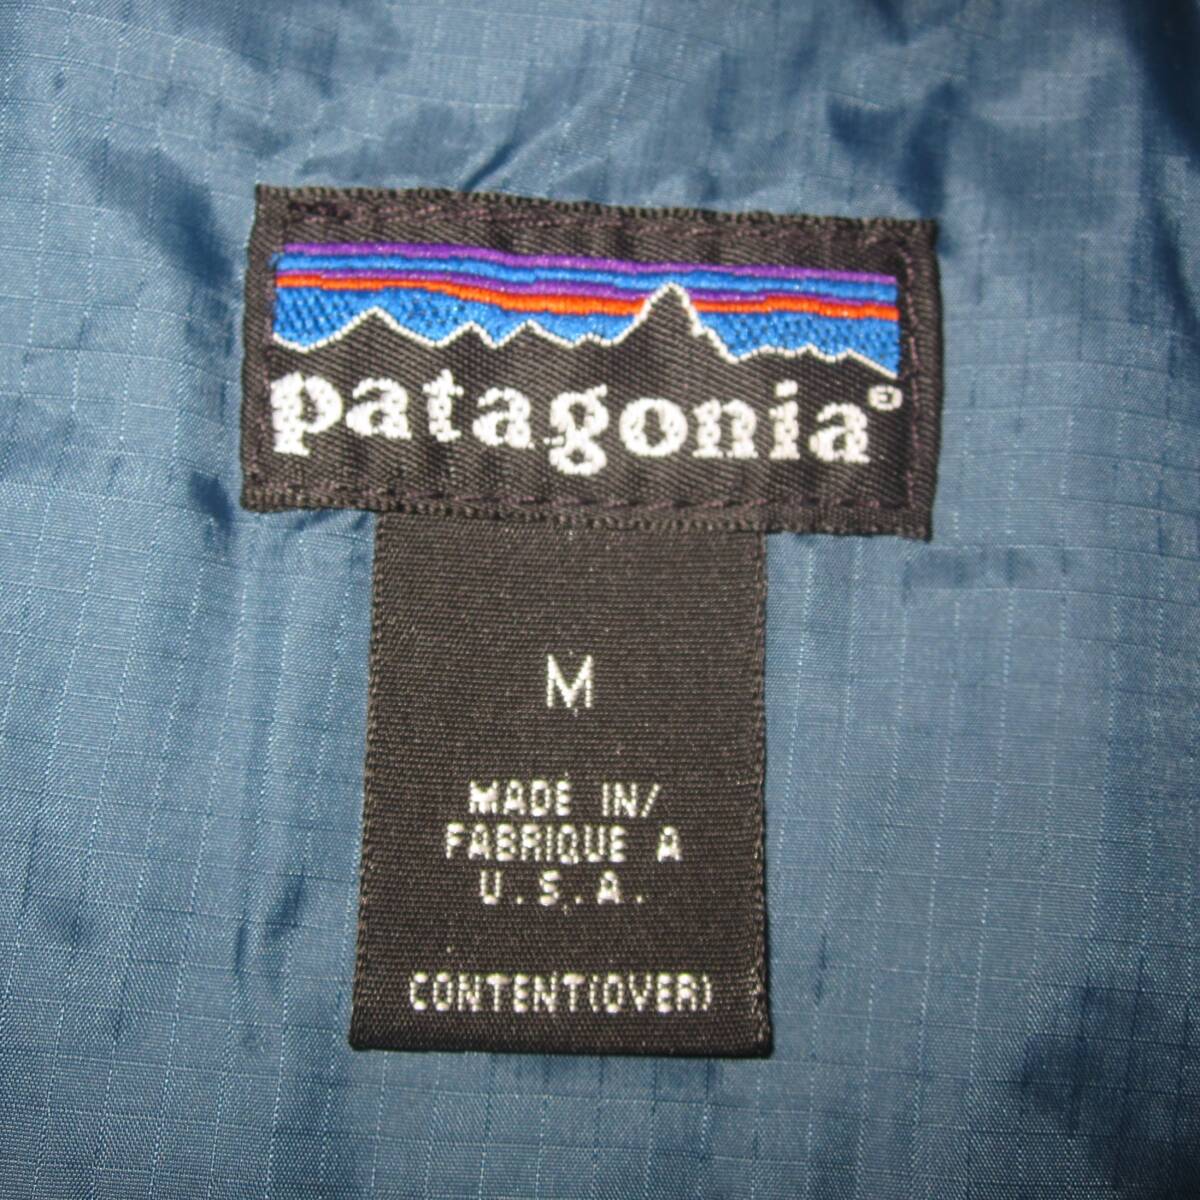 patagonia®
M
MADE IN/
FABRIQUE A
U.S.A.
CONTENT(OVER)